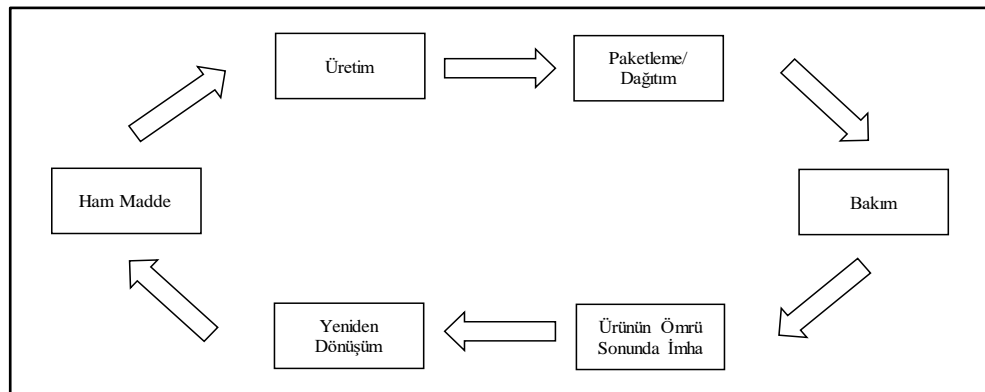 Üretim
Paketleme/
Dağıtım
Ham Madde
Bakım
Yeniden
Dönüşüm
Ürünün Ömrü
Sonunda İmha